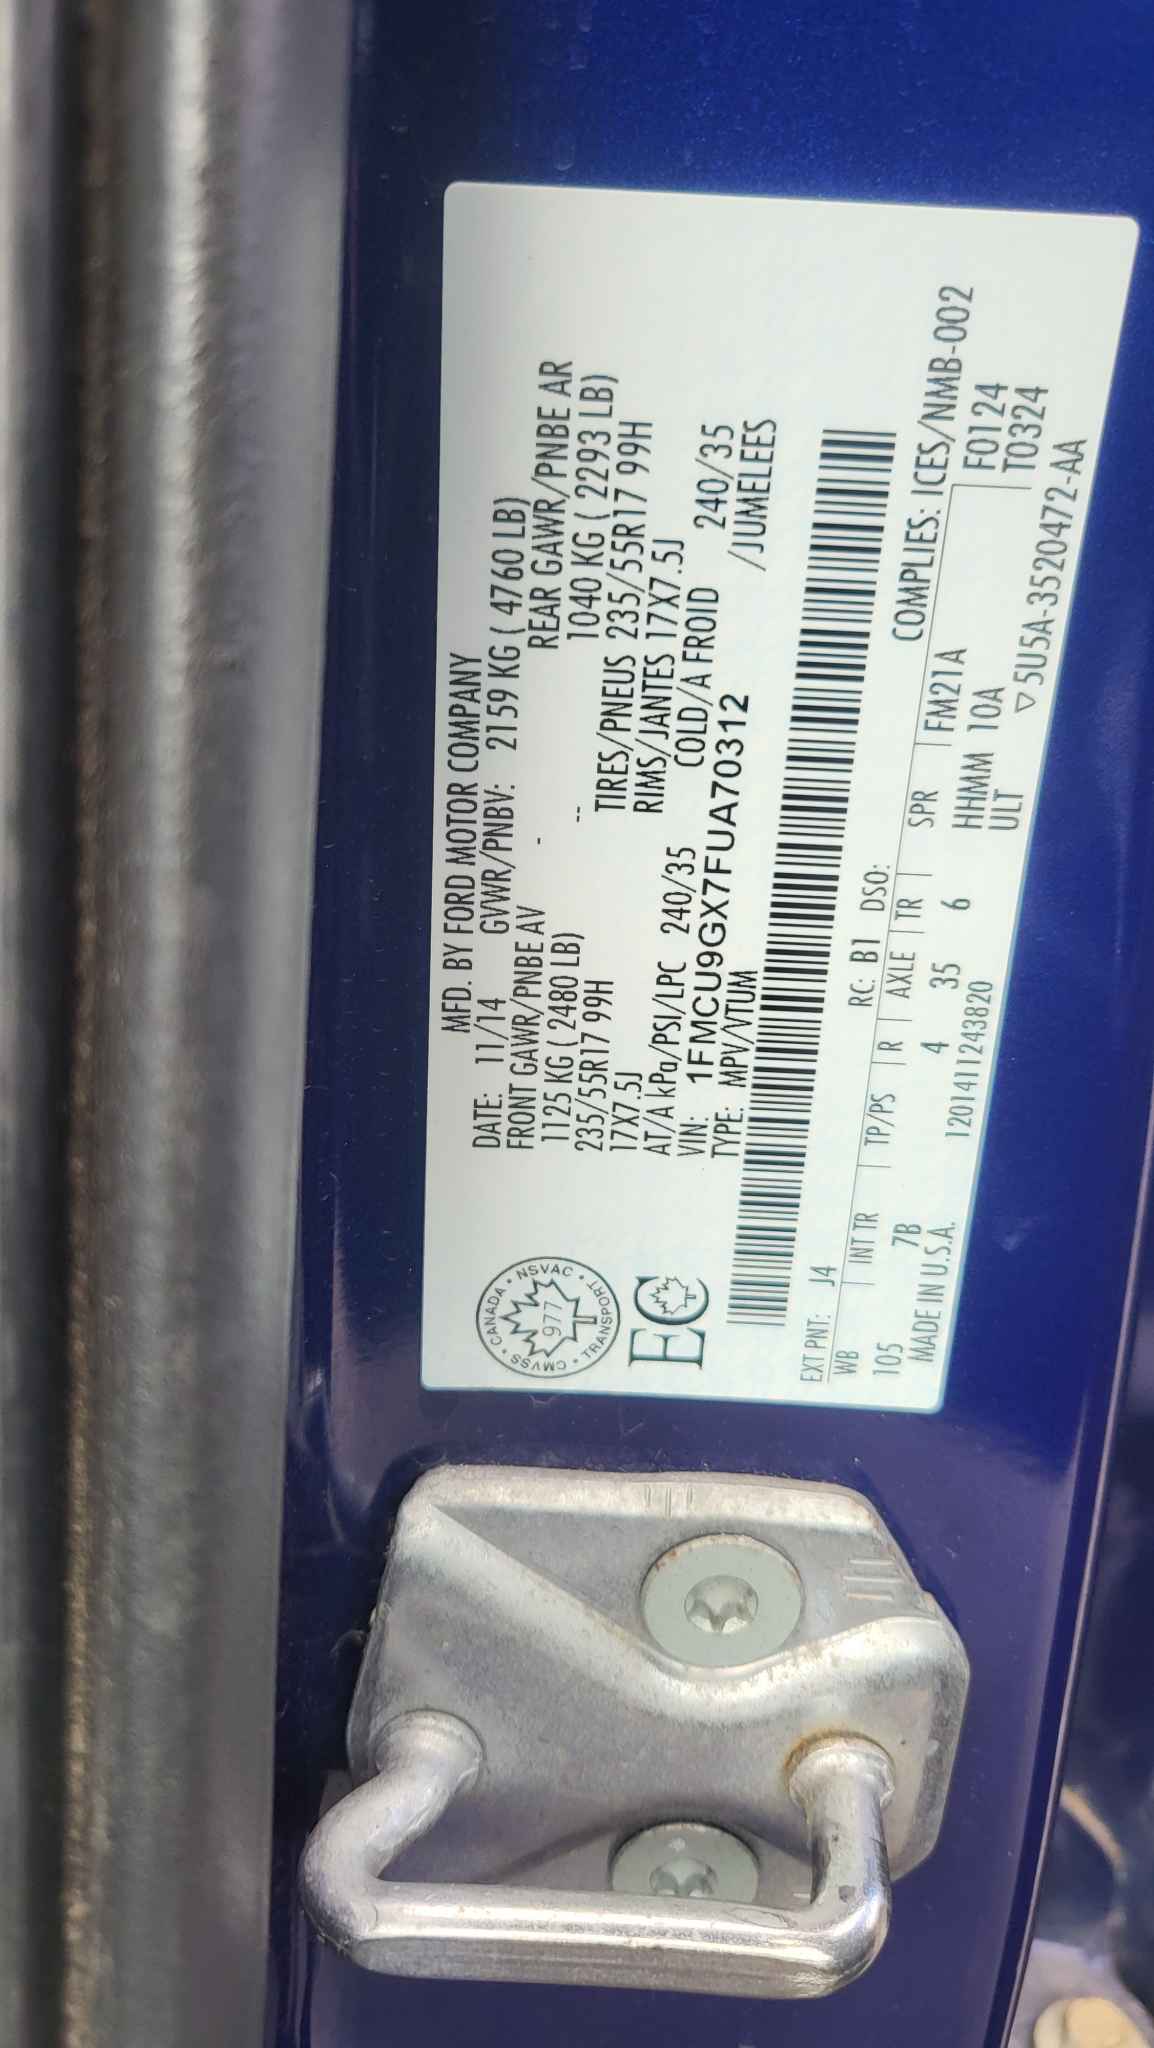 MFD. BY FORD MOTOR COMPANY
DATE: 11/14 GVWR/PNBV: 2159 KG ( 4760 LB)
FRONT GAWR/PNBE AV - REAR GAWR/PNBE AR
1125 KG ( 2480 LB) -- 1040 KG ( 2293 LB)
235/55R17 99H TIRES/PNEUS 235/55R17 99H
17X7.5J RIMS/JANTES 17X7.5J
AT/A kPa/PSI/LPC 240/35 COLD/A FROID 240/35
VIN: 1FMCU9GX7FUA70312 /JUMELEES
TYPE: MPV/VTUM
CANADA • NSVAC • TRANSPORT • CMVSS •
977
EC
EXT PNT: J4 RC: B1 DSO: COMPLIES: ICES/NMB-002
WB INT TR TP/PS R AXLE TR SPR FM21A F0124
105 7B 4 35 6 HHMM 10A T0324
MADE IN U.S.A. 1201411243820 ULT 5U5A-3520472-AA